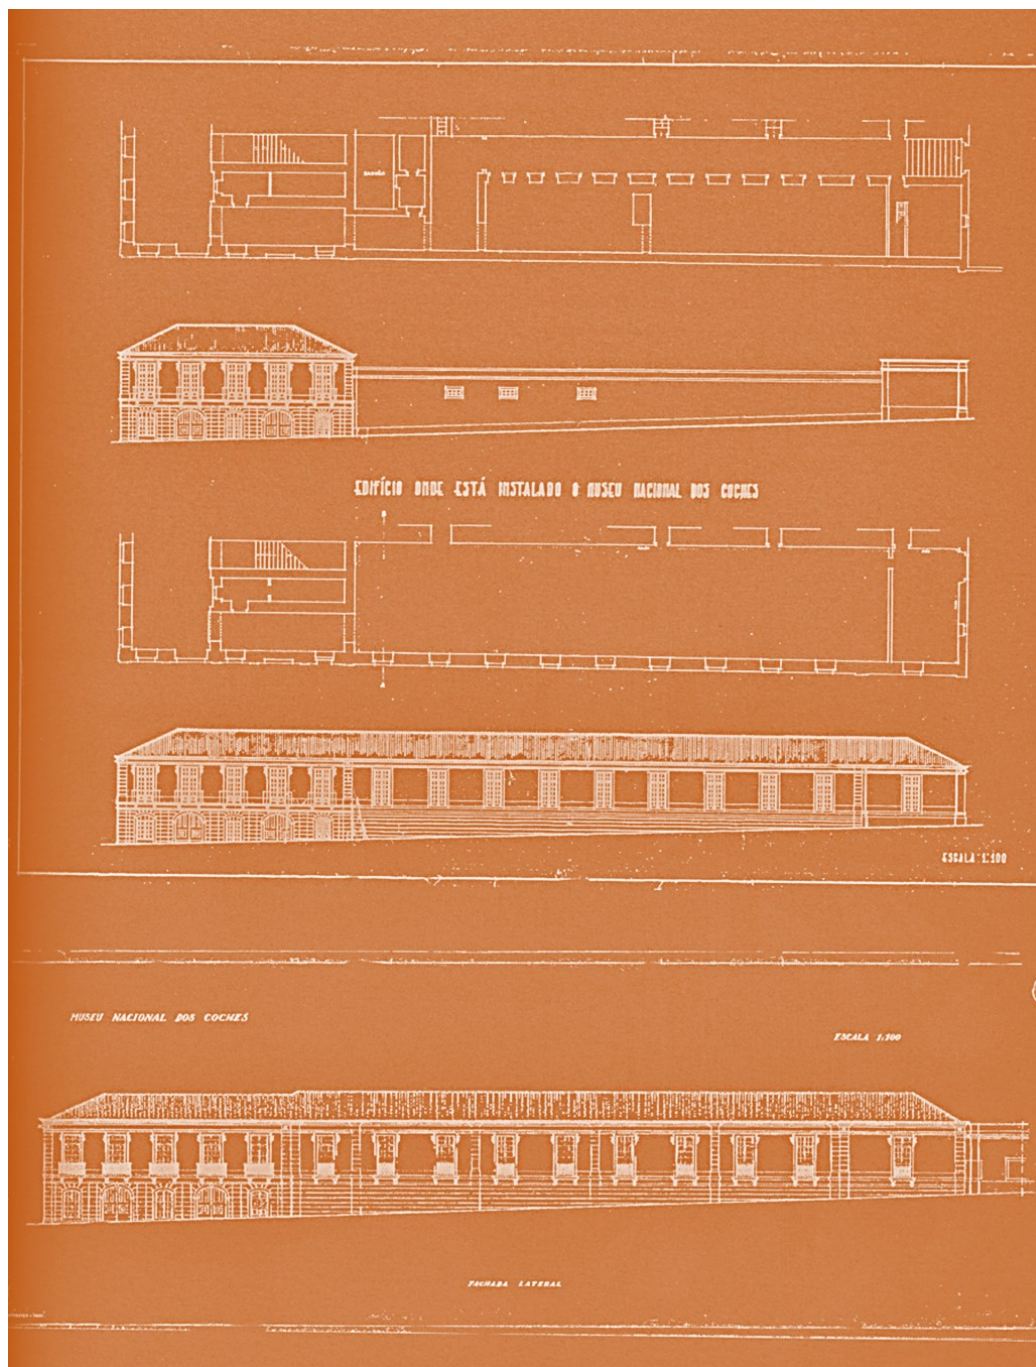 EDIFÍCIO ONDE ESTÁ INSTALADO O MUSEU NACIONAL DOS COCHES
ESCALA 1:100
MUSEU NACIONAL DOS COCHES
ESCALA 1:100
FACHADA LATERAL